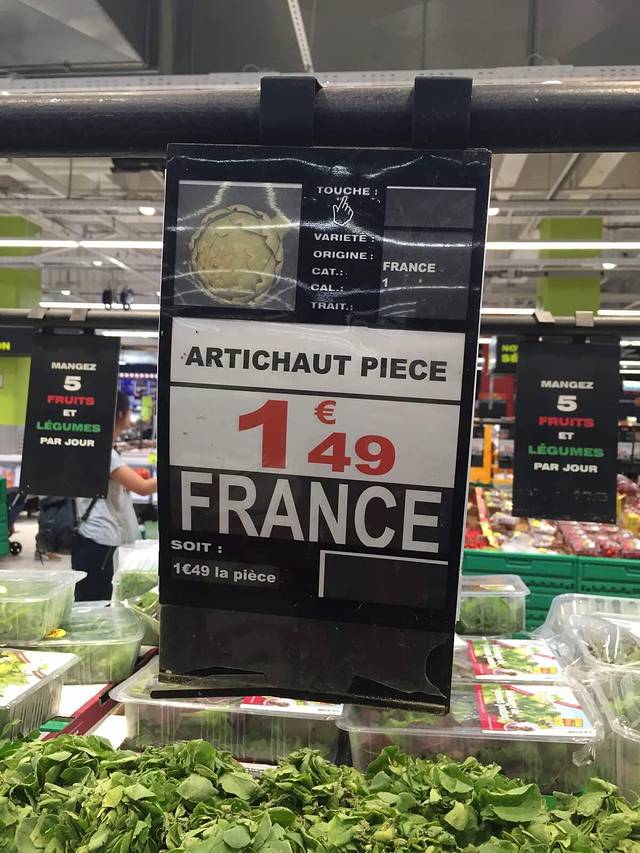 TOUCHE :
VARIETE :
ORIGINE : FRANCE
CAT.: 1
CAL.:
TRAIT.:
ARTICHAUT PIECE
1€49
FRANCE
SOIT :
1€49 la pièce
MANGEZ
5
FRUITS
ET
LÉGUMES
PAR JOUR
MANGEZ
5
FRUITS
ET
LÉGUMES
PAR JOUR